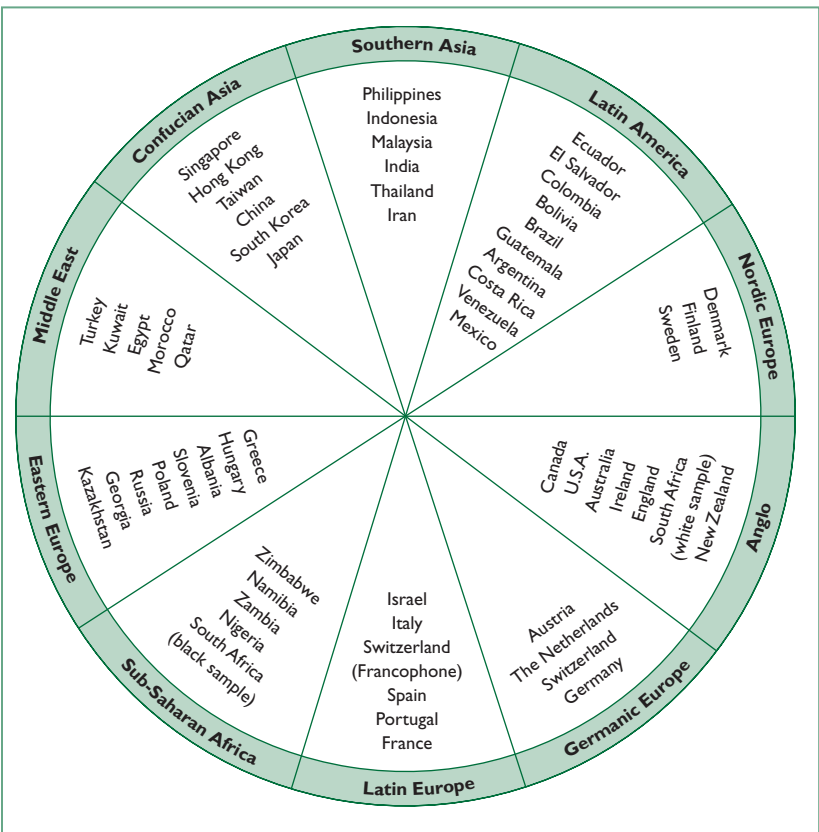 Southern Asia
Philippines
Indonesia
Malaysia
India
Thailand
Iran
Latin America
Ecuador
El Salvador
Colombia
Bolivia
Brazil
Guatemala
Argentina
Costa Rica
Venezuela
Mexico
Nordic Europe
Denmark
Finland
Sweden
Anglo
Canada
U.S.A.
Australia
Ireland
England
South Africa
(white sample)
New Zealand
Germanic Europe
Austria
The Netherlands
Switzerland
Germany
Latin Europe
Israel
Italy
Switzerland
(Francophone)
Spain
Portugal
France
Sub-Saharan Africa
Zimbabwe
Namibia
Zambia
Nigeria
South Africa
(black sample)
Eastern Europe
Greece
Hungary
Albania
Slovenia
Poland
Russia
Georgia
Kazakhstan
Middle East
Turkey
Kuwait
Egypt
Morocco
Qatar
Confucian Asia
Singapore
Hong Kong
Taiwan
China
South Korea
Japan